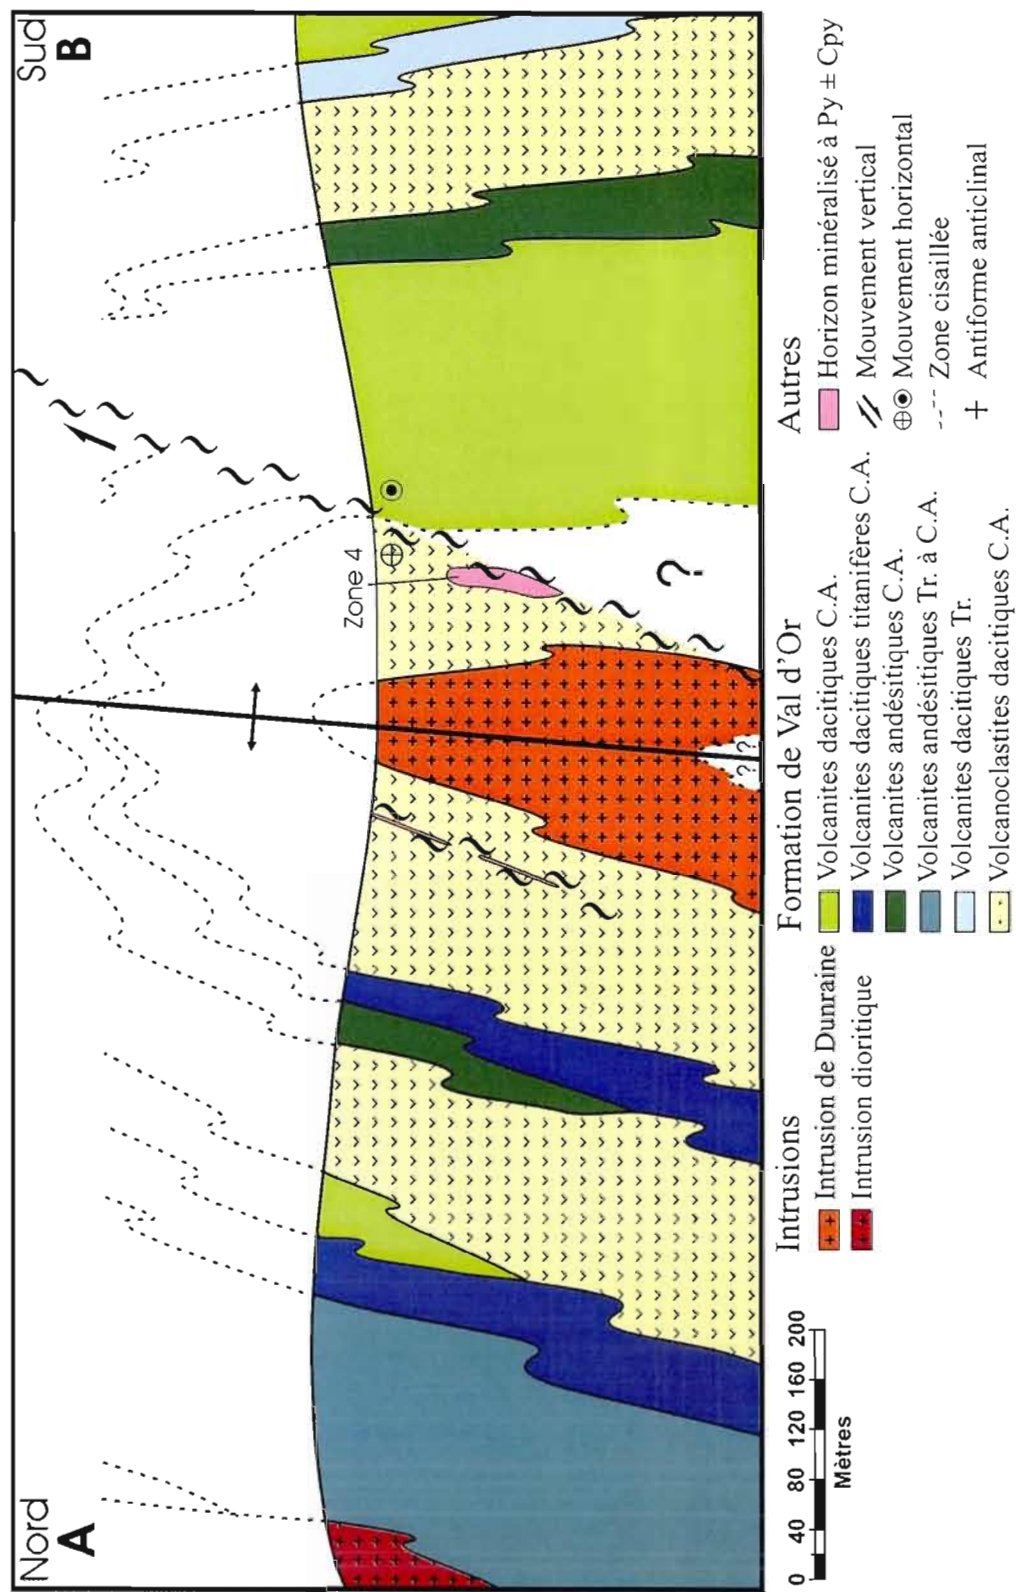 Nord
A
Sud
B
Zone 4
?
? ?
Intrusions
Intrusion de Dunraine
Intrusion dioritique
Formation de Val d'Or
Volcanites dacitiques C.A.
Volcanites dacitiques titanifères C.A.
Volcanites andésitiques C.A.
Volcanites andésitiques Tr. à C.A.
Volcanites dacitiques Tr.
Volcanoclastites dacitiques C.A.
Autres
Horizon minéralisé à Py ± Cpy
Mouvement vertical
Mouvement horizontal
Zone cisaillée
Antiforme anticlinal
0 40 80 120 160 200
Mètres